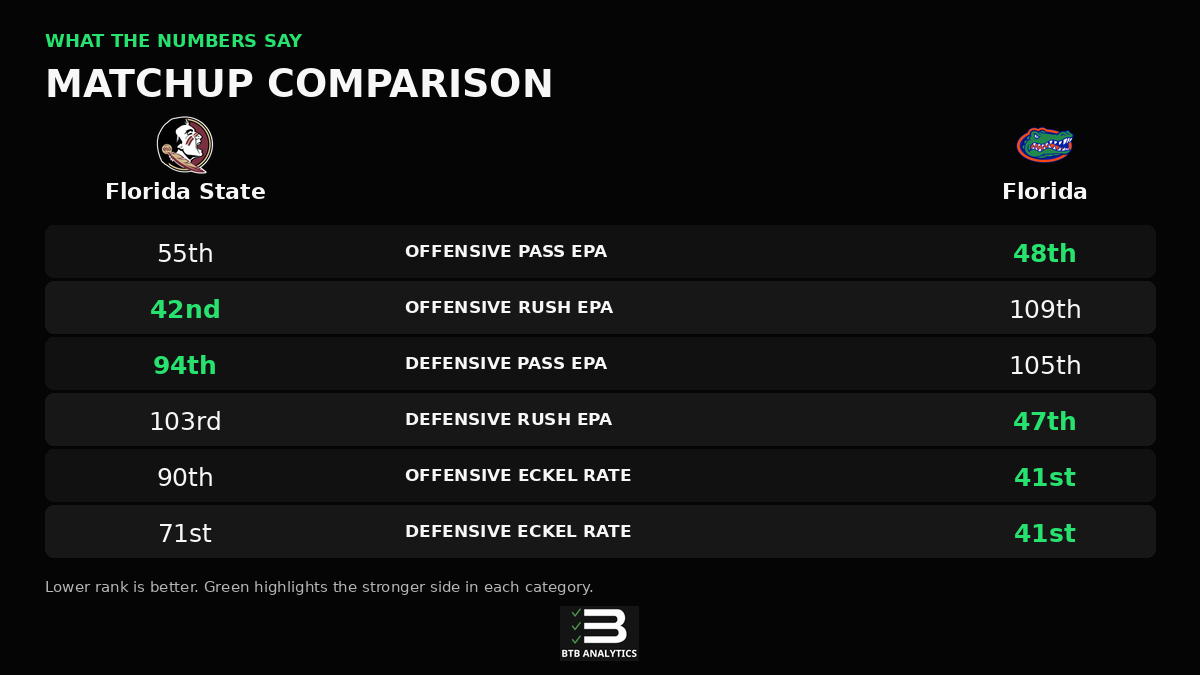 WHAT THE NUMBERS SAY
MATCHUP COMPARISON
Florida State
Florida
55th OFFENSIVE PASS EPA 48th
42nd OFFENSIVE RUSH EPA 109th
94th DEFENSIVE PASS EPA 105th
103rd DEFENSIVE RUSH EPA 47th
90th OFFENSIVE ECKEL RATE 41st
71st DEFENSIVE ECKEL RATE 41st
Lower rank is better. Green highlights the stronger side in each category.
BTB ANALYTICS